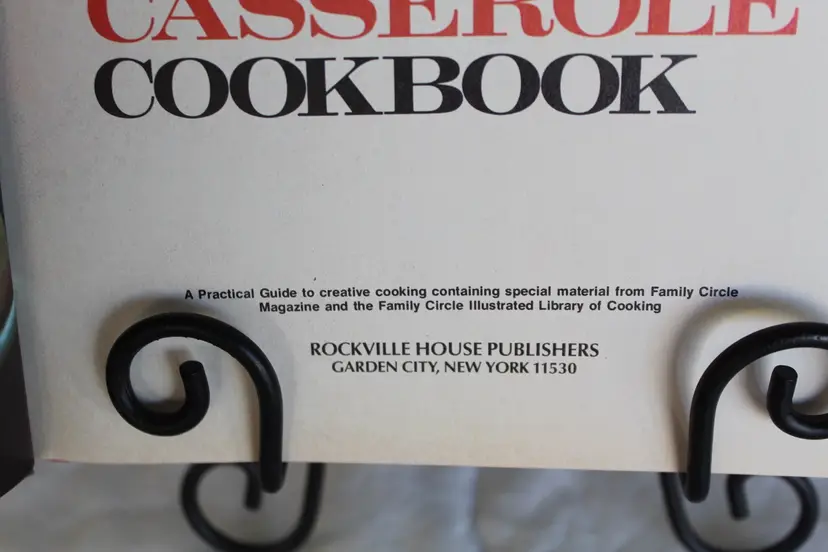 CASSEROLE
COOKBOOK
A Practical Guide to creative cooking containing special material from Family Circle
Magazine and the Family Circle Illustrated Library of Cooking
ROCKVILLE HOUSE PUBLISHERS
GARDEN CITY, NEW YORK 11530